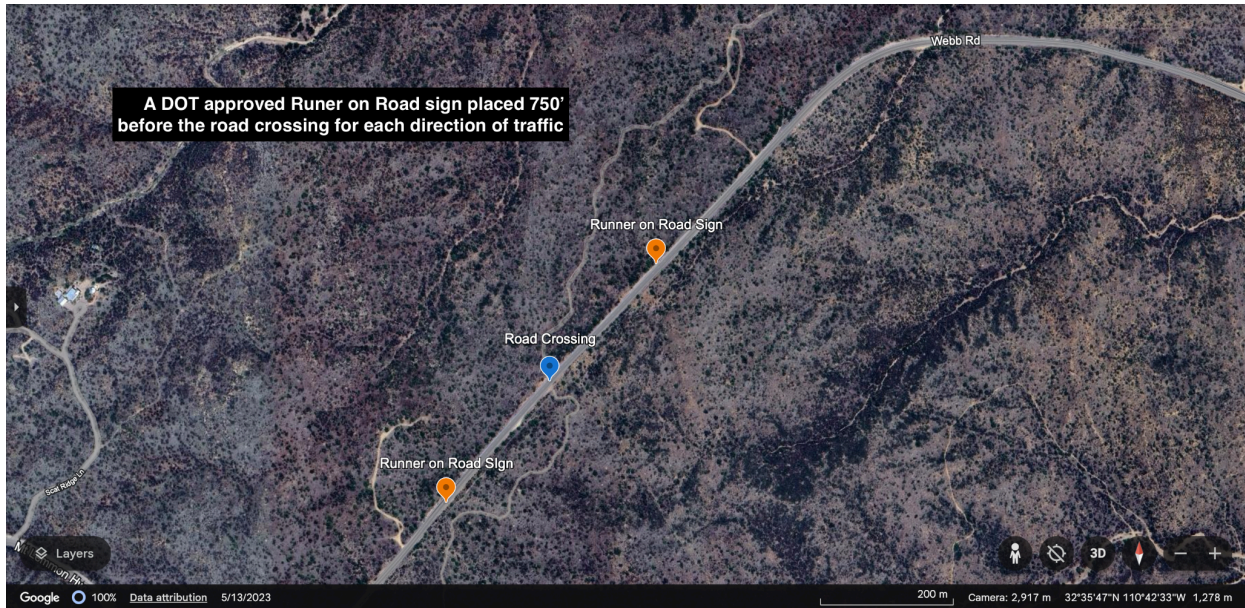 Webb Rd
A DOT approved Runer on Road sign placed 750’
before the road crossing for each direction of traffic
Runner on Road Sign
Road Crossing
Runner on Road SIgn
Scat Ridge Ln
Layers
3D
Google
100%
Data attribution
5/13/2023
200 m
Camera: 2,917 m
32°35'47"N 110°42'33"W
1,278 m